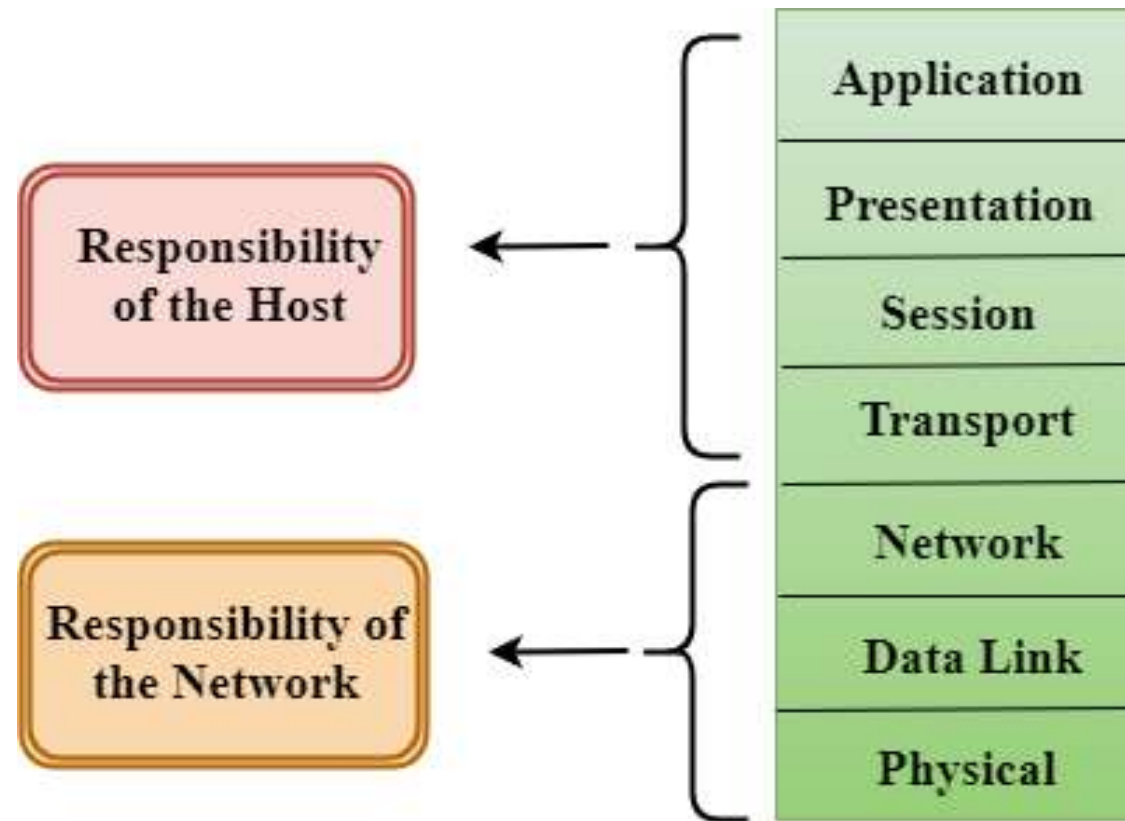 Application
Presentation
Session
Transport
Network
Data Link
Physical
Responsibility
of the Host
Responsibility of
the Network